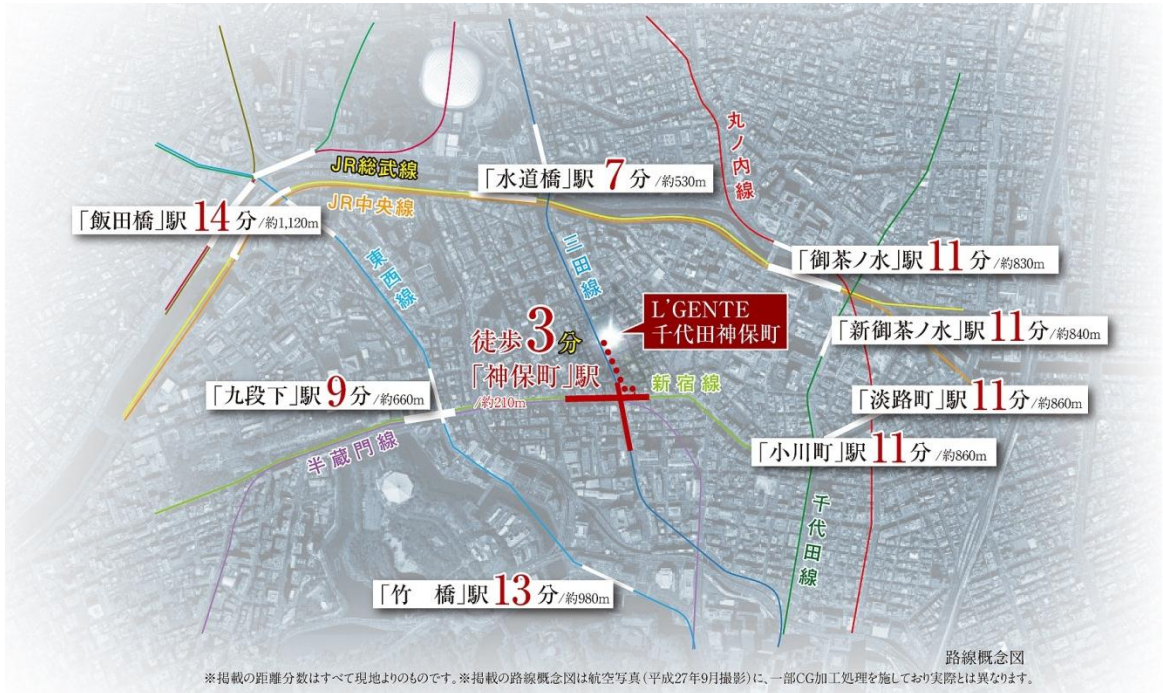 JR総武線
JR中央線
丸ノ内線
「水道橋」駅 7分/約530m
「飯田橋」駅 14分/約1,120m
東西線
三田線
「御茶ノ水」駅 11分/約830m
L'GENTE
千代田神保町
「新御茶ノ水」駅 11分/約840m
徒歩3分
「神保町」駅
/約210m
新宿線
「九段下」駅 9分/約660m
「淡路町」駅 11分/約860m
半蔵門線
「小川町」駅 11分/約860m
千代田線
「竹 橋」駅 13分/約980m
路線概念図
※掲載の距離分数はすべて現地よりのものです。※掲載の路線概念図は航空写真(平成27年9月撮影)に、一部CG加工処理を施しており実際とは異なります。